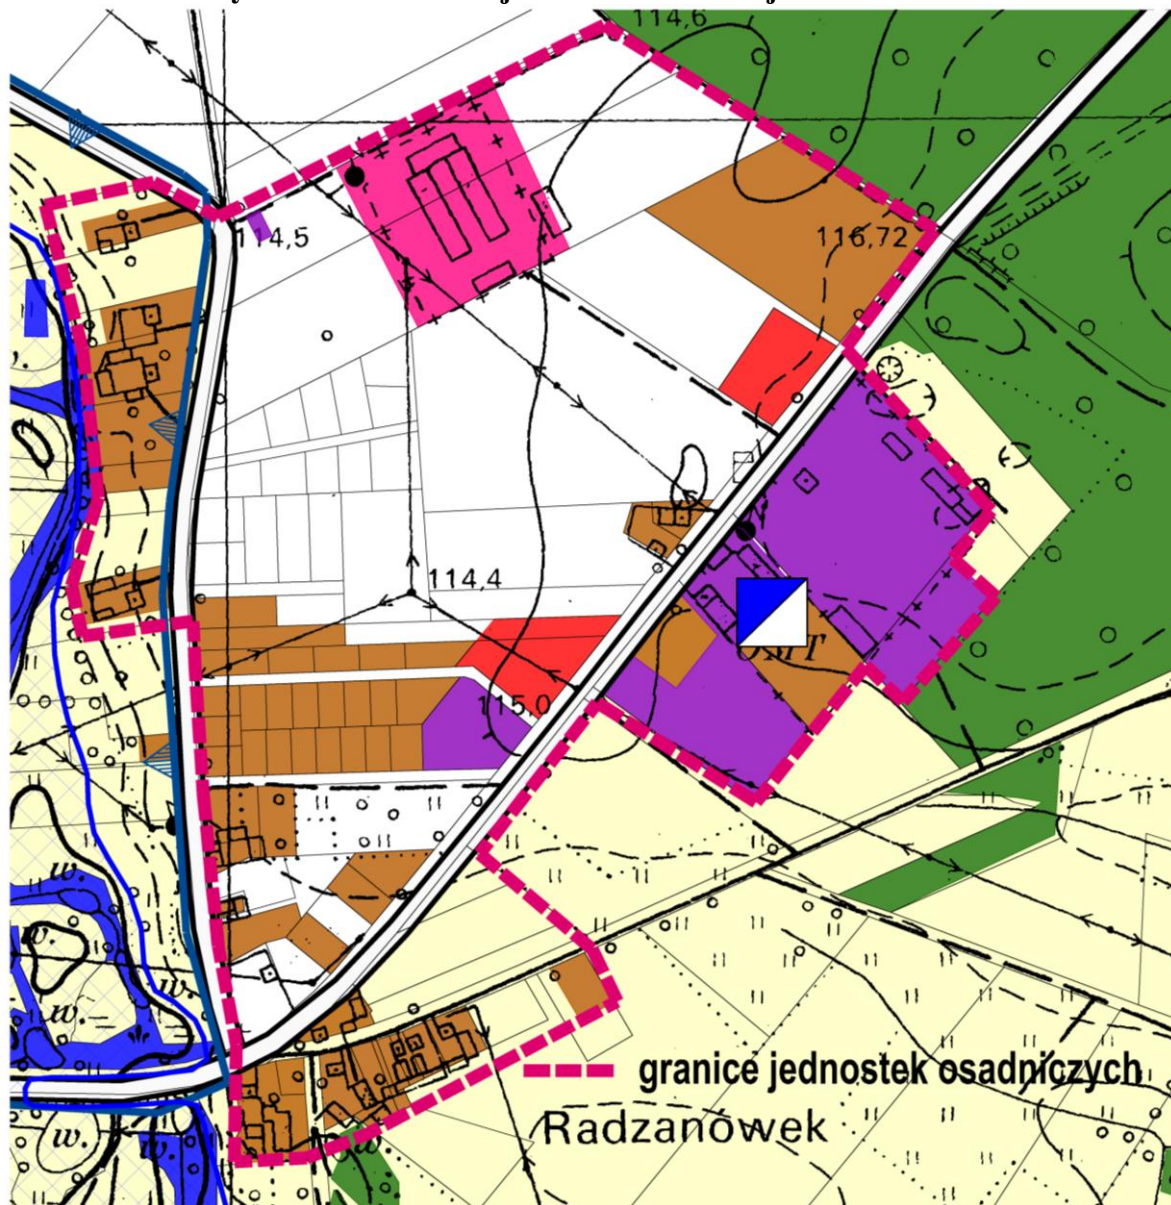 114,6
114,5
116,72
114,4
115,0
w.
w.
w.
w.
w.
w.
granice jednostek osadniczych
Radzanówek